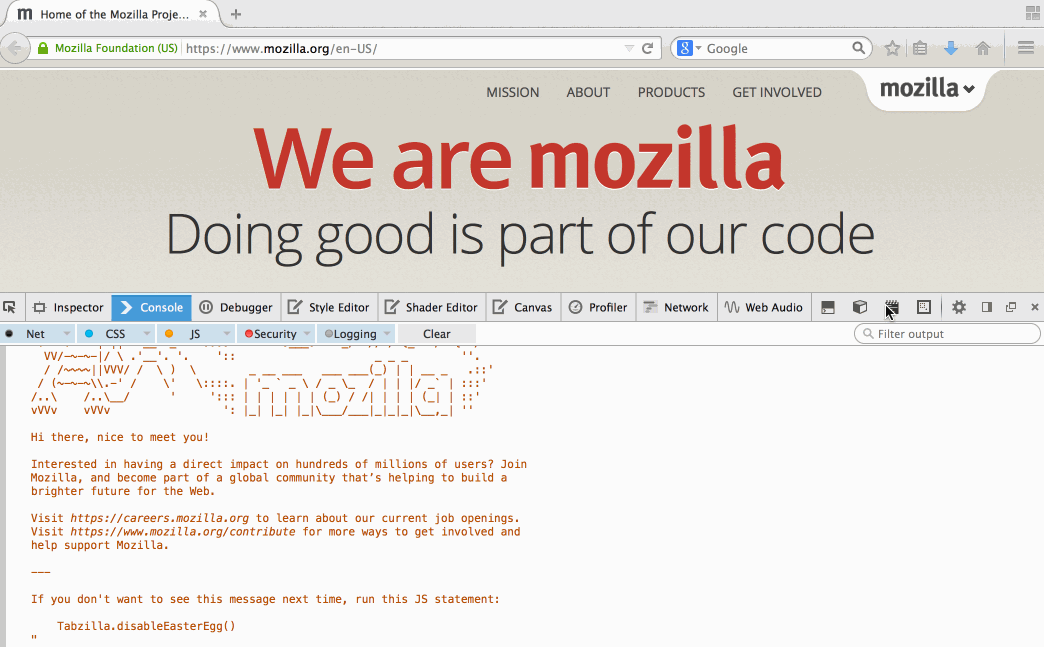 m Home of the Mozilla Proje...
Mozilla Foundation (US) https://www.mozilla.org/en-US/ 8 Google
MISSION ABOUT PRODUCTS GET INVOLVED mozilla
We are mozilla
Doing good is part of our code
Inspector Console Debugger Style Editor Shader Editor Canvas Profiler Network Web Audio
Net CSS JS Security Logging Clear Filter output
Hi there, nice to meet you!
Interested in having a direct impact on hundreds of millions of users? Join
Mozilla, and become part of a global community that's helping to build a
brighter future for the Web.
Visit https://careers.mozilla.org to learn about our current job openings.
Visit https://www.mozilla.org/contribute for more ways to get involved and
help support Mozilla.
---
If you don't want to see this message next time, run this JS statement:
Tabzilla.disableEasterEgg()
"